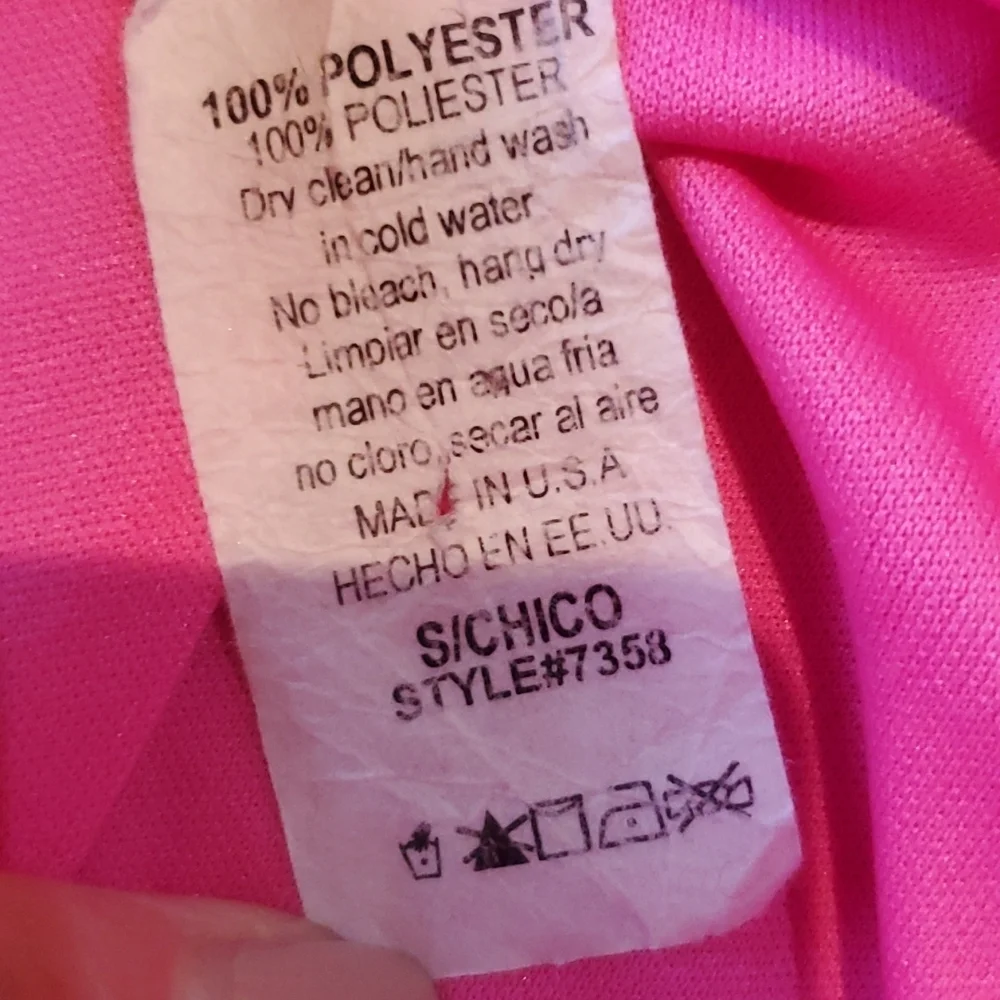 100% POLYESTER
100% POLIESTER
Dry clean/hand wash
in cold water
No bleach, hang dry
Limpiar en seco/a
mano en agua fria
no cloro, secar al aire
MADE IN U.S.A
HECHO EN EE.UU.
S/CHICO
STYLE#7358